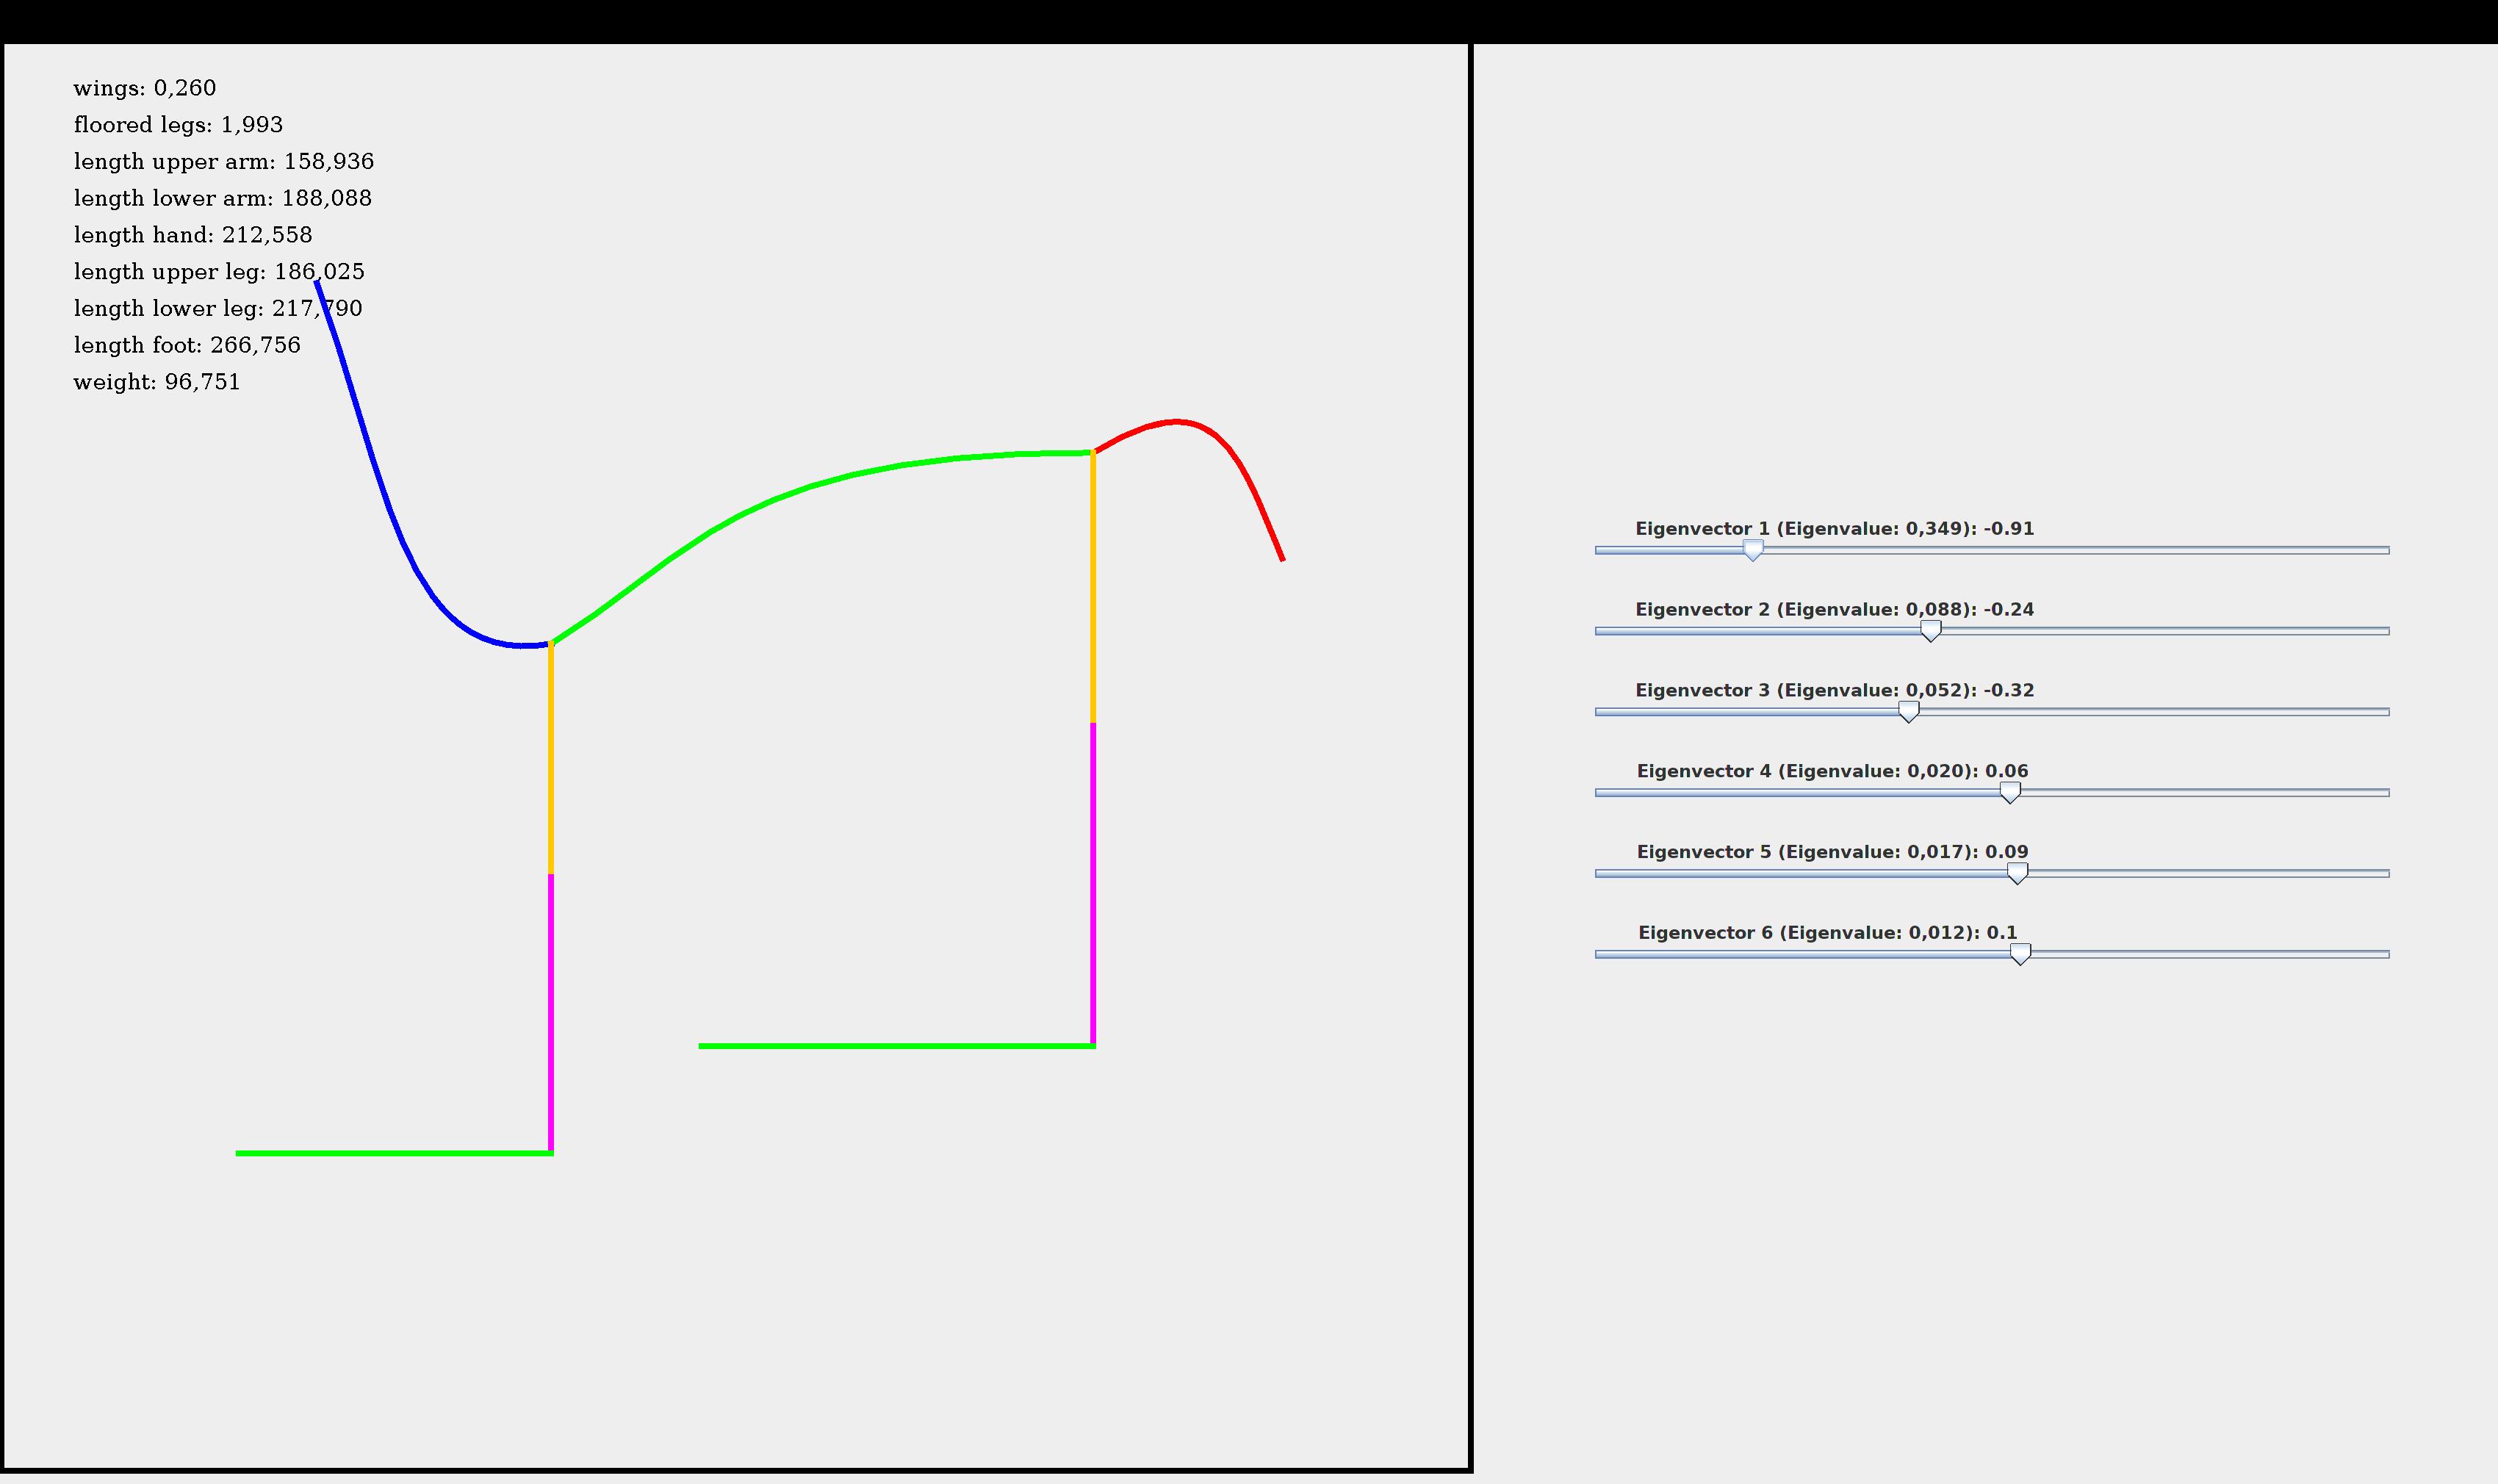 wings: 0,260
floored legs: 1,993
length upper arm: 158,936
length lower arm: 188,088
length hand: 212,558
length upper leg: 186,025
length lower leg: 217,790
length foot: 266,756
weight: 96,751
Eigenvector 1 (Eigenvalue: 0,349): -0.91
Eigenvector 2 (Eigenvalue: 0,088): -0.24
Eigenvector 3 (Eigenvalue: 0,052): -0.32
Eigenvector 4 (Eigenvalue: 0,020): 0.06
Eigenvector 5 (Eigenvalue: 0,017): 0.09
Eigenvector 6 (Eigenvalue: 0,012): 0.1